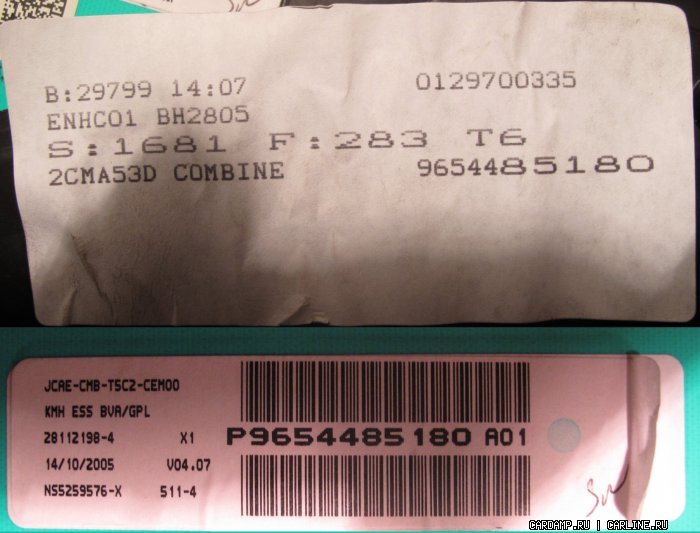 B:29799 14:07 0129700335
ENHC01 BH2805
S:1681 F:283 T6
2CMA53D COMBINE 9654485180
JCAE-CMB-T5C2-CEM00
KMH ESS BVA/GPL
28112198-4 X1 P9654485180 A01
14/10/2005 V04.07
NS5259576-X 511-4
CARDAMP.RU | CARLINE.RU